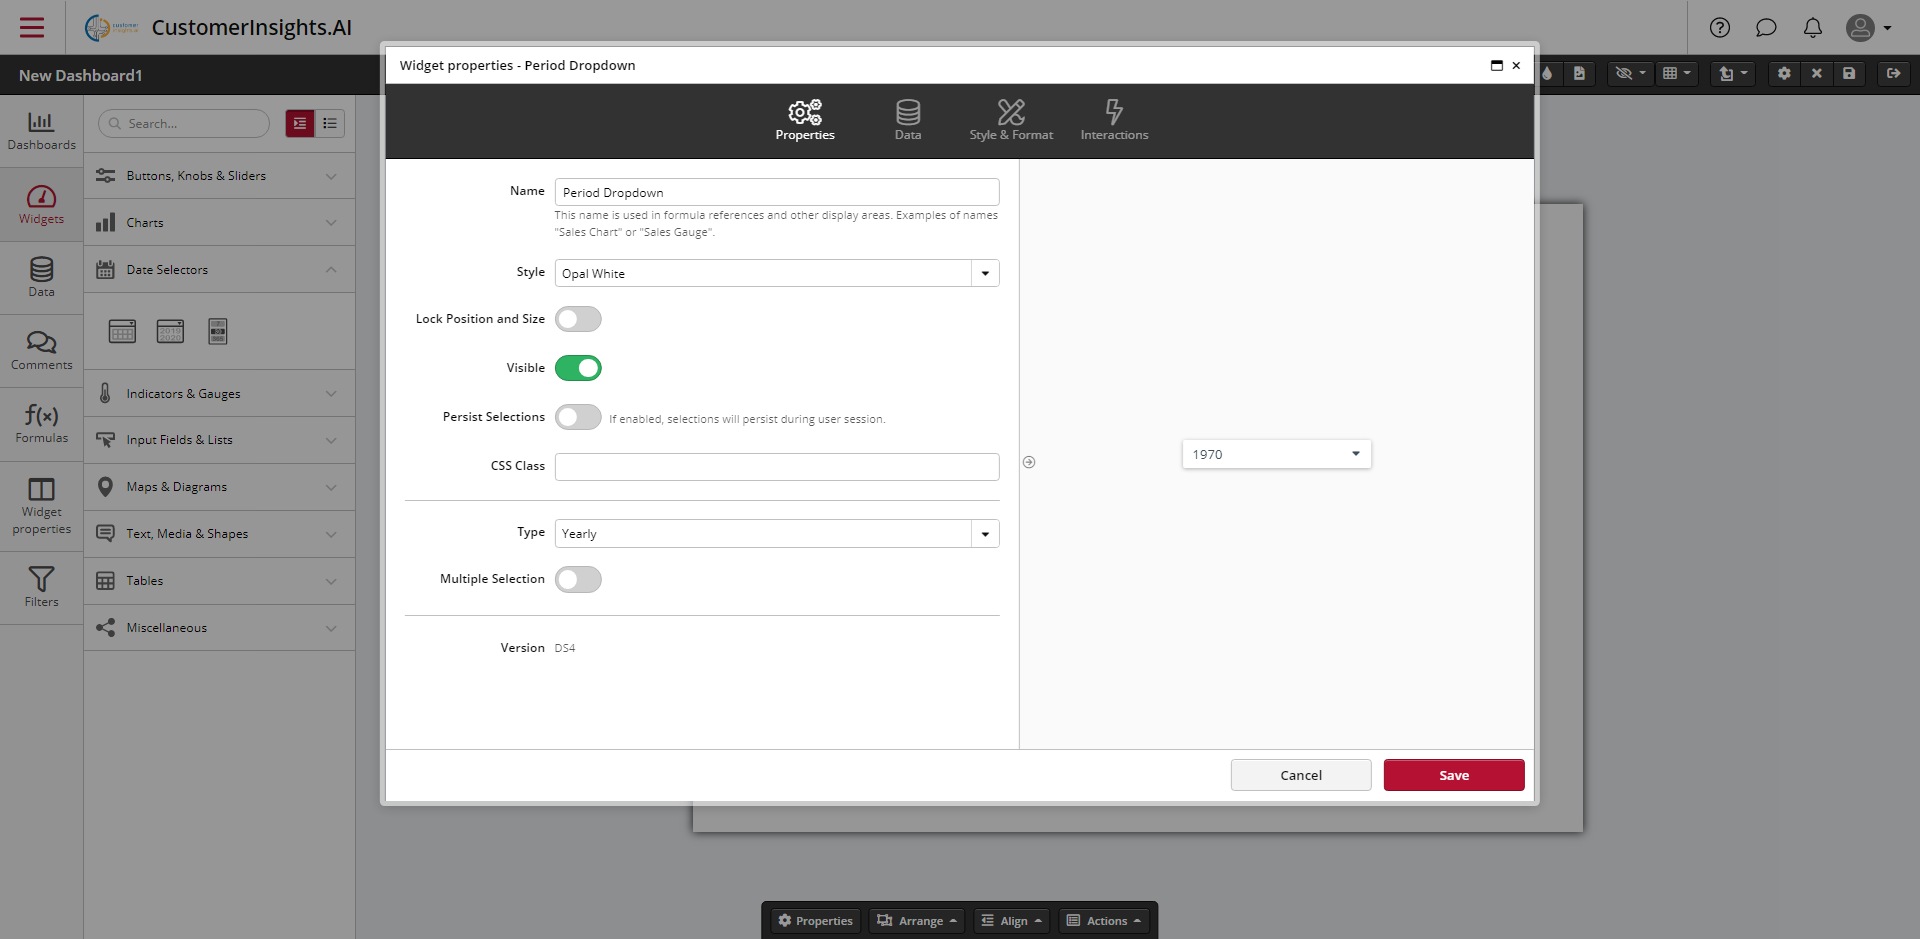 CustomerInsights.AI
New Dashboard1
Dashboards
Widgets
Data
Comments
f(x)
Formulas
Widget
properties
Filters
Search...
Buttons, Knobs & Sliders
Charts
Date Selectors
Indicators & Gauges
Input Fields & Lists
Maps & Diagrams
Text, Media & Shapes
Tables
Miscellaneous
Widget properties - Period Dropdown
Properties
Data
Style & Format
Interactions
Name
Period Dropdown
This name is used in formula references and other display areas. Examples of names
"Sales Chart" or "Sales Gauge".
Style
Opal White
Lock Position and Size
Visible
Persist Selections
If enabled, selections will persist during user session.
CSS Class
Type
Yearly
Multiple Selection
Version
DS4
1970
Cancel
Save
Properties
Arrange
Align
Actions